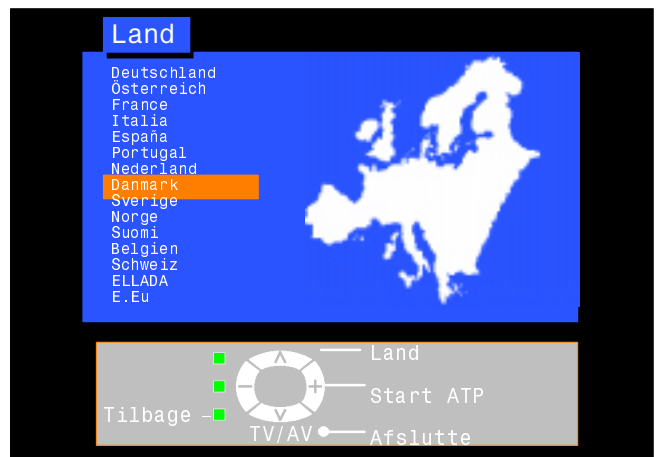 Land
Deutschland
Österreich
France
Italia
España
Portugal
Nederland
Danmark
Sverige
Norge
Suomi
Belgien
Schweiz
ELLADA
E.Eu
Land
Start ATP
Tilbage
TV/AV
Afslutte